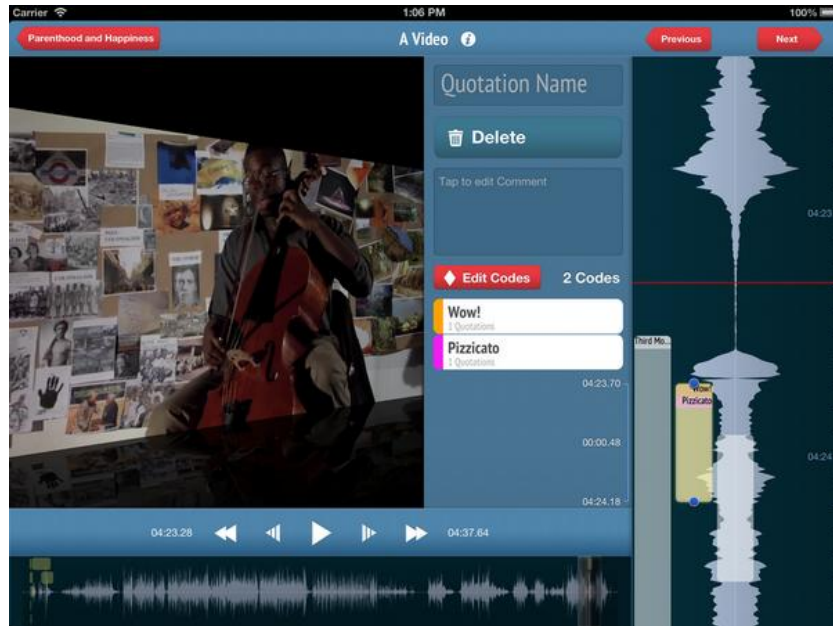 Carrier
1:06 PM
100%
Parenthood and Happiness
A Video
Previous
Next
Quotation Name
Delete
Tap to edit Comment
Edit Codes
2 Codes
Wow!
1 Quotations
Pizzicato
1 Quotations
04:23.70
00:00.48
04:24.18
04:23
Third Mo...
Wow!
Pizzicato
04:24
04:23.28
04:37.64